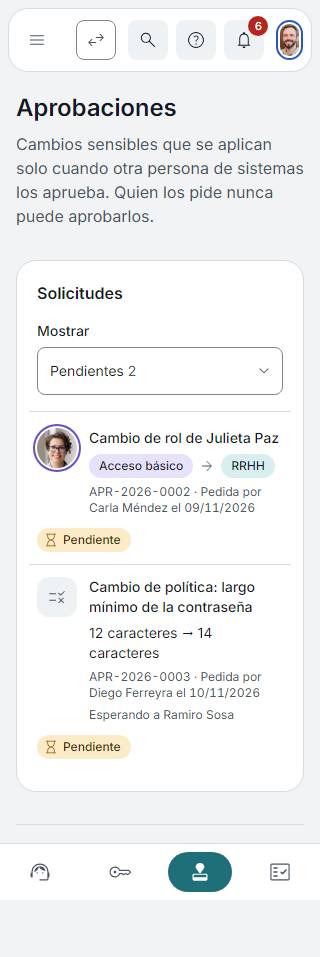 6
Aprobaciones
Cambios sensibles que se aplican
solo cuando otra persona de sistemas
los aprueba. Quien los pide nunca
puede aprobarlos.
Solicitudes
Mostrar
Pendientes 2
Cambio de rol de Julieta Paz
Acceso básico → RRHH
APR-2026-0002 · Pedida por
Carla Méndez el 09/11/2026
Pendiente
Cambio de política: largo
mínimo de la contraseña
12 caracteres → 14
caracteres
APR-2026-0003 · Pedida por
Diego Ferreyra el 10/11/2026
Esperando a Ramiro Sosa
Pendiente